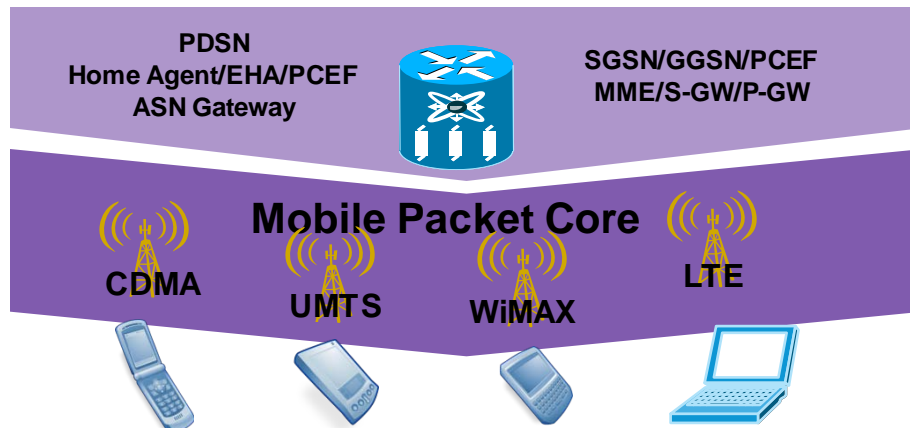 PDSN
Home Agent/EHA/PCEF
ASN Gateway
SGSN/GGSN/PCEF
MME/S-GW/P-GW
Mobile Packet Core
CDMA
UMTS
WiMAX
LTE